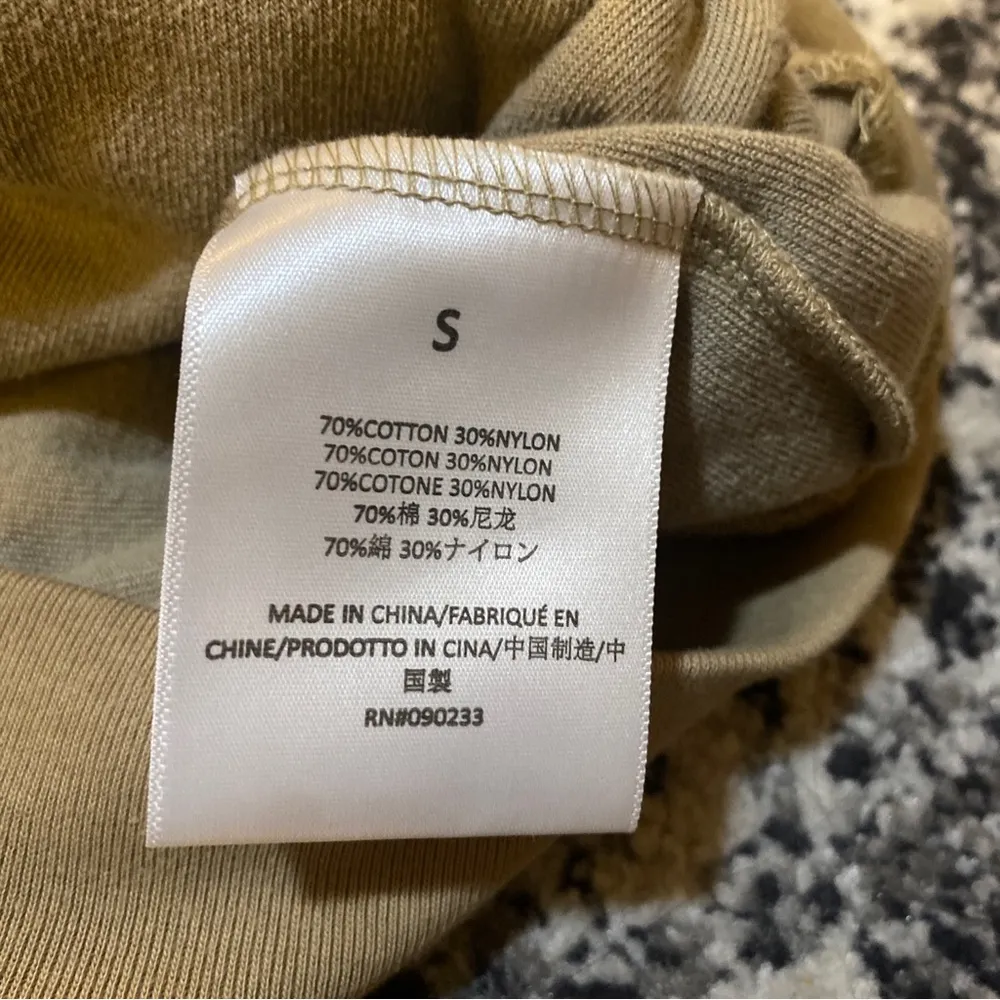 S
70%COTTON 30%NYLON
70%COTON 30%NYLON
70%COTONE 30%NYLON
70%棉 30%尼龙
70%綿 30%ナイロン
MADE IN CHINA/FABRIQUÉ EN
CHINE/PRODOTTO IN CINA/中国制造/中
国製
RN#090233